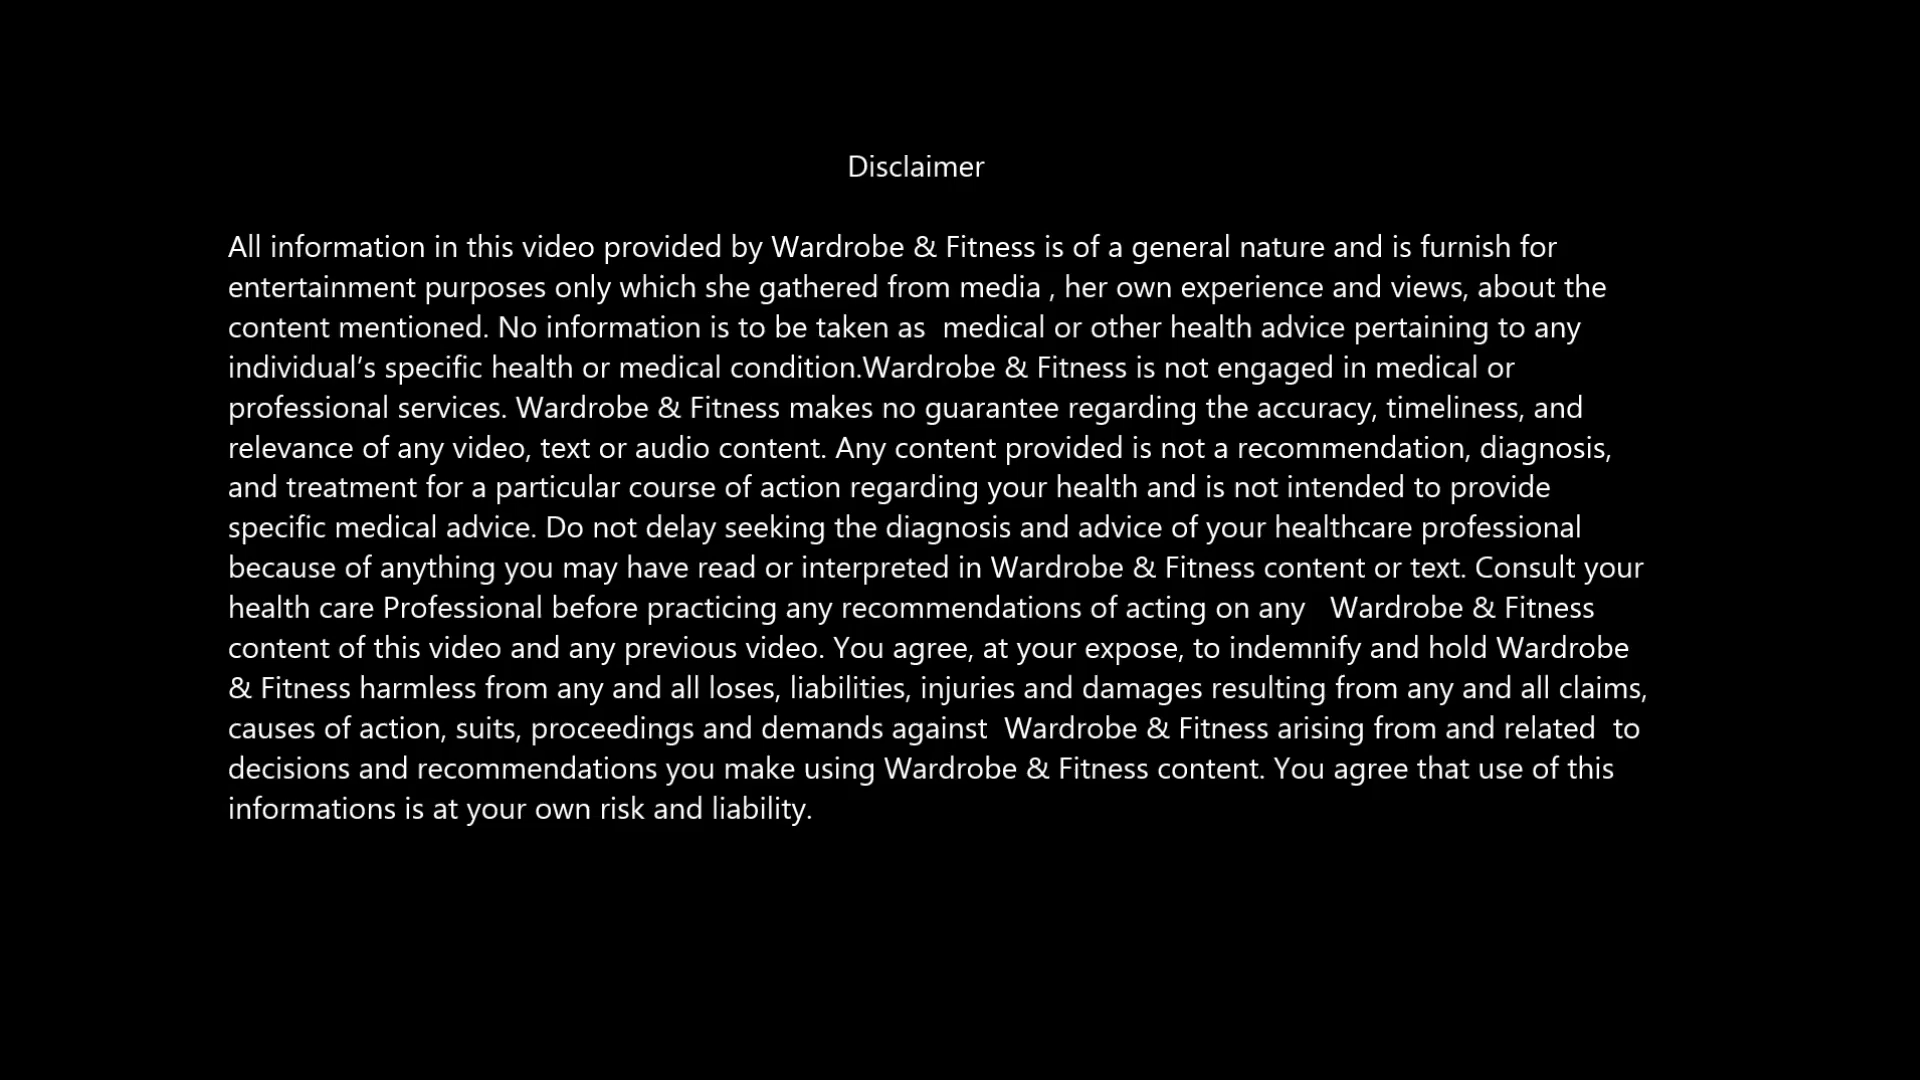 Disclaimer
All information in this video provided by Wardrobe & Fitness is of a general nature and is furnish for
entertainment purposes only which she gathered from media , her own experience and views, about the
content mentioned. No information is to be taken as  medical or other health advice pertaining to any
individual’s specific health or medical condition.Wardrobe & Fitness is not engaged in medical or
professional services. Wardrobe & Fitness makes no guarantee regarding the accuracy, timeliness, and
relevance of any video, text or audio content. Any content provided is not a recommendation, diagnosis,
and treatment for a particular course of action regarding your health and is not intended to provide
specific medical advice. Do not delay seeking the diagnosis and advice of your healthcare professional
because of anything you may have read or interpreted in Wardrobe & Fitness content or text. Consult your
health care Professional before practicing any recommendations of acting on any   Wardrobe & Fitness
content of this video and any previous video. You agree, at your expose, to indemnify and hold Wardrobe
& Fitness harmless from any and all loses, liabilities, injuries and damages resulting from any and all claims,
causes of action, suits, proceedings and demands against  Wardrobe & Fitness arising from and related  to
decisions and recommendations you make using Wardrobe & Fitness content. You agree that use of this
informations is at your own risk and liability.